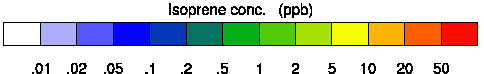 Isoprene conc. (ppb)
.01 .02 .05 .1 .2 .5 1 2 5 10 20 50